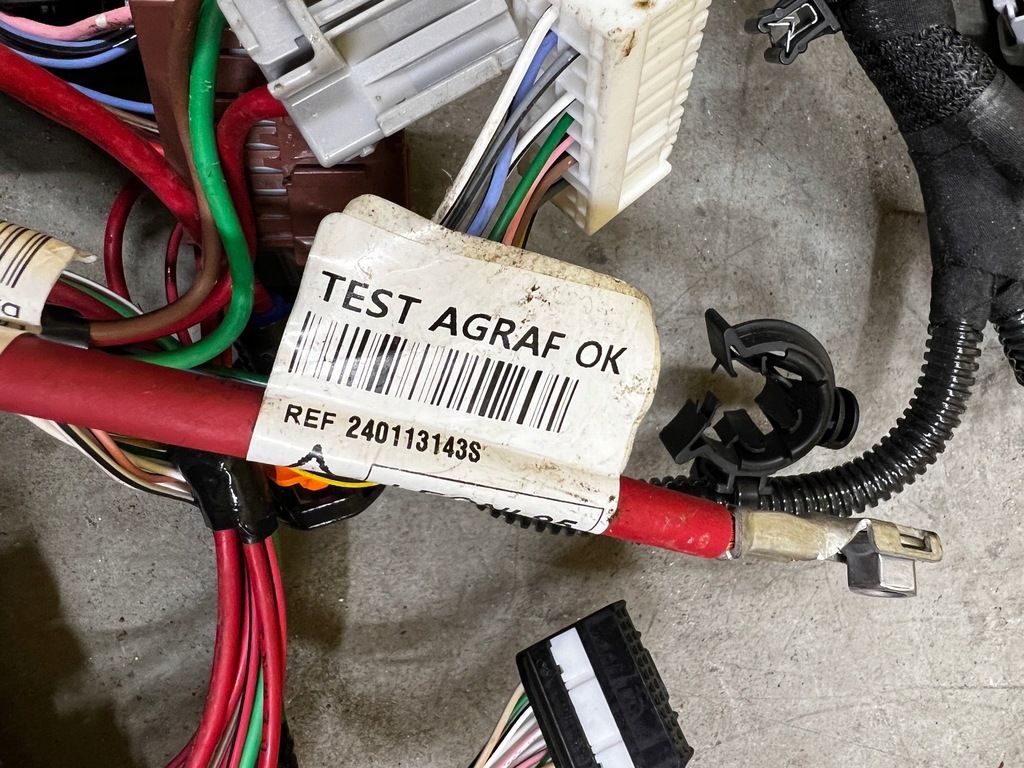 TEST AGRAF OK
REF 240113143S